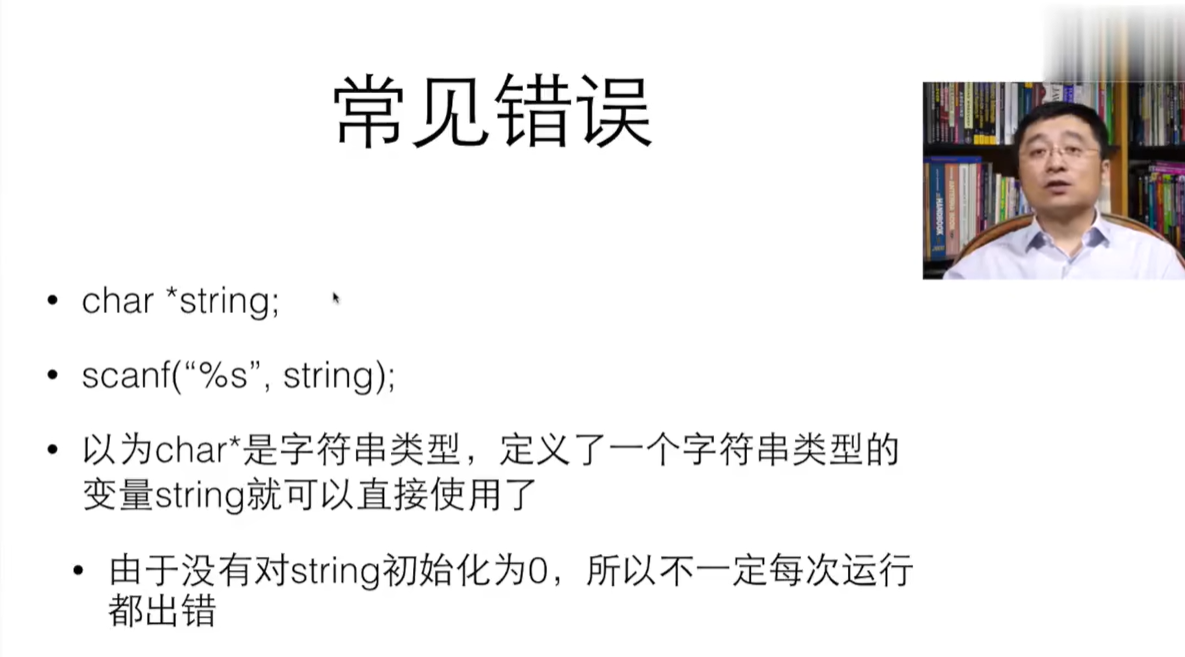 常见错误
• char *string;
• scanf(“%s”, string);
• 以为char*是字符串类型，定义了一个字符串类型的
变量string就可以直接使用了
• 由于没有对string初始化为0，所以不一定每次运行
都出错
HANDBOOK